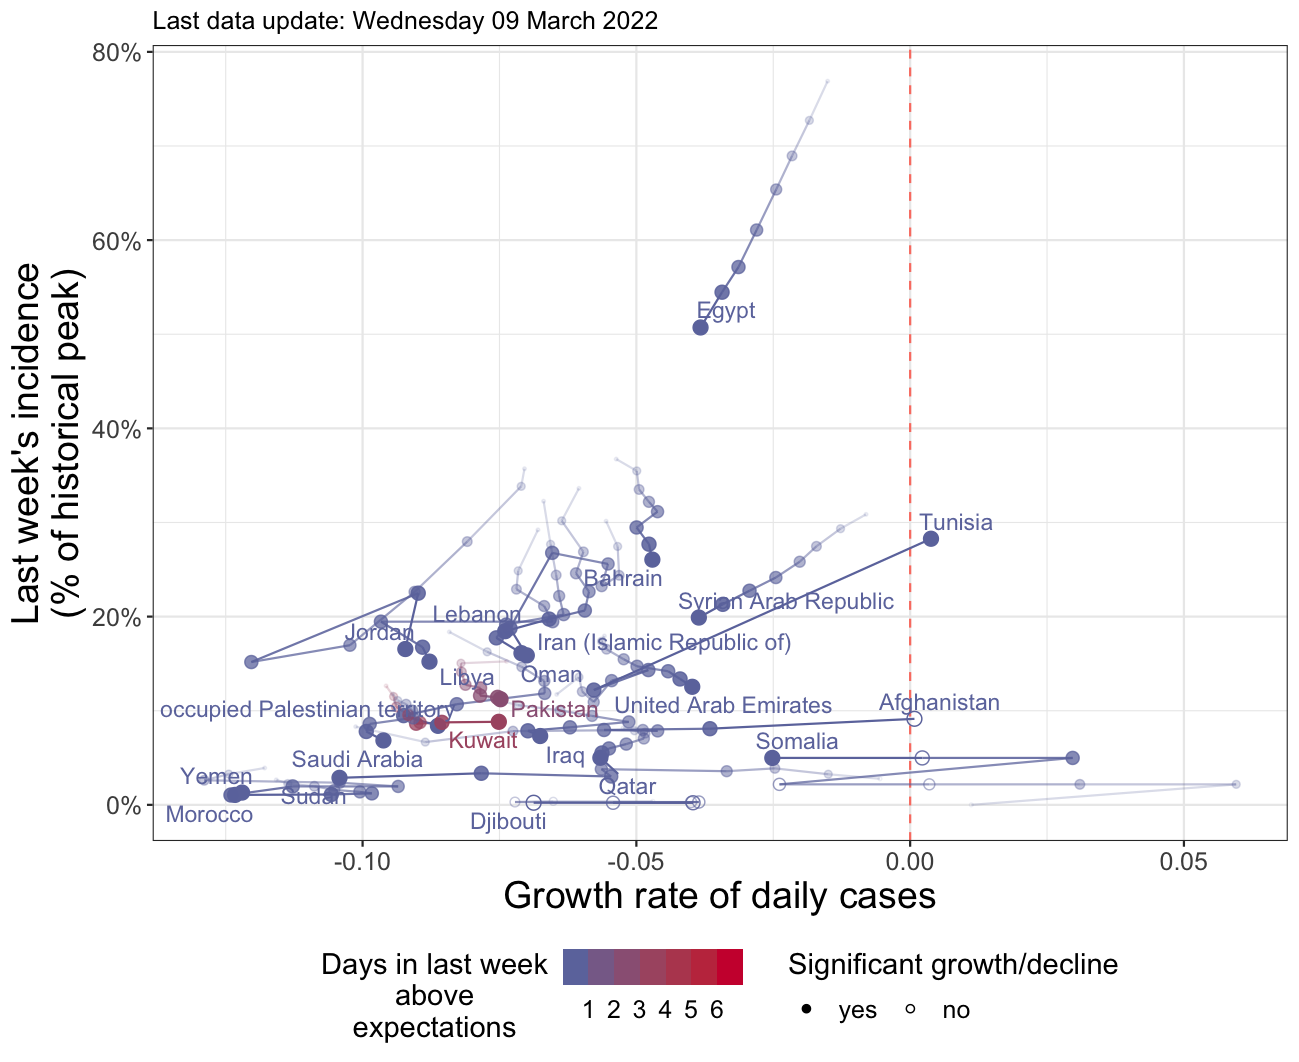 Last data update: Wednesday 09 March 2022
80%
60%
40%
20%
0%
Last week's incidence
(% of historical peak)
Egypt
Tunisia
Bahrain
Syrian Arab Republic
Lebanon
Jordan
Iran (Islamic Republic of)
Libya
Oman
occupied Palestinian territory
Pakistan
United Arab Emirates
Afghanistan
Kuwait
Somalia
Iraq
Saudi Arabia
Yemen
Qatar
Sudan
Morocco
Djibouti
-0.10
-0.05
0.00
0.05
Growth rate of daily cases
Days in last week
above
expectations
1 2 3 4 5 6
Significant growth/decline
yes
no